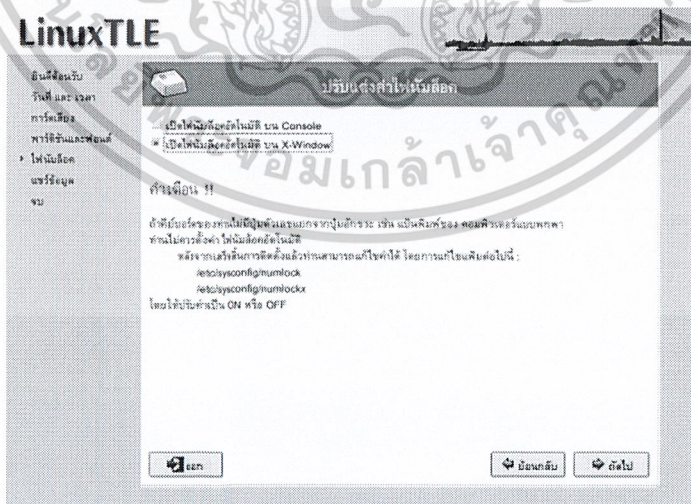 LinuxTLE
ยินดีต้อนรับ
วันที่ และ เวลา
การ์ดเสียง
พาร์ติชันและฟอนต์
ไฟนัมล็อค
แชร์ข้อมูล
จบ
ปรับแต่งค่าไฟนัมล็อค
เปิดไฟนัมล็อคอัตโนมัติ บน Console
เปิดไฟนัมล็อคอัตโนมัติ บน X-Window
คำเตือน !!
ถ้าคีย์บอร์ดของท่านไม่มีปุ่มตัวเลขแยกจากปุ่มอักขระ เช่น แป้นพิมพ์ของ คอมพิวเตอร์แบบพกพา
ท่านไม่ควรตั้งค่า ไฟนัมล็อคอัตโนมัติ
หลังจากเสร็จสิ้นการติดตั้งแล้วท่านสามารถแก้ไขค่าได้ โดยการแก้ไขแฟ้มต่อไปนี้ :
/etc/sysconfig/numlock
/etc/sysconfig/numlockx
โดยให้ปรับค่าเป็น ON หรือ OFF
ออก
ย้อนกลับ
ถัดไป